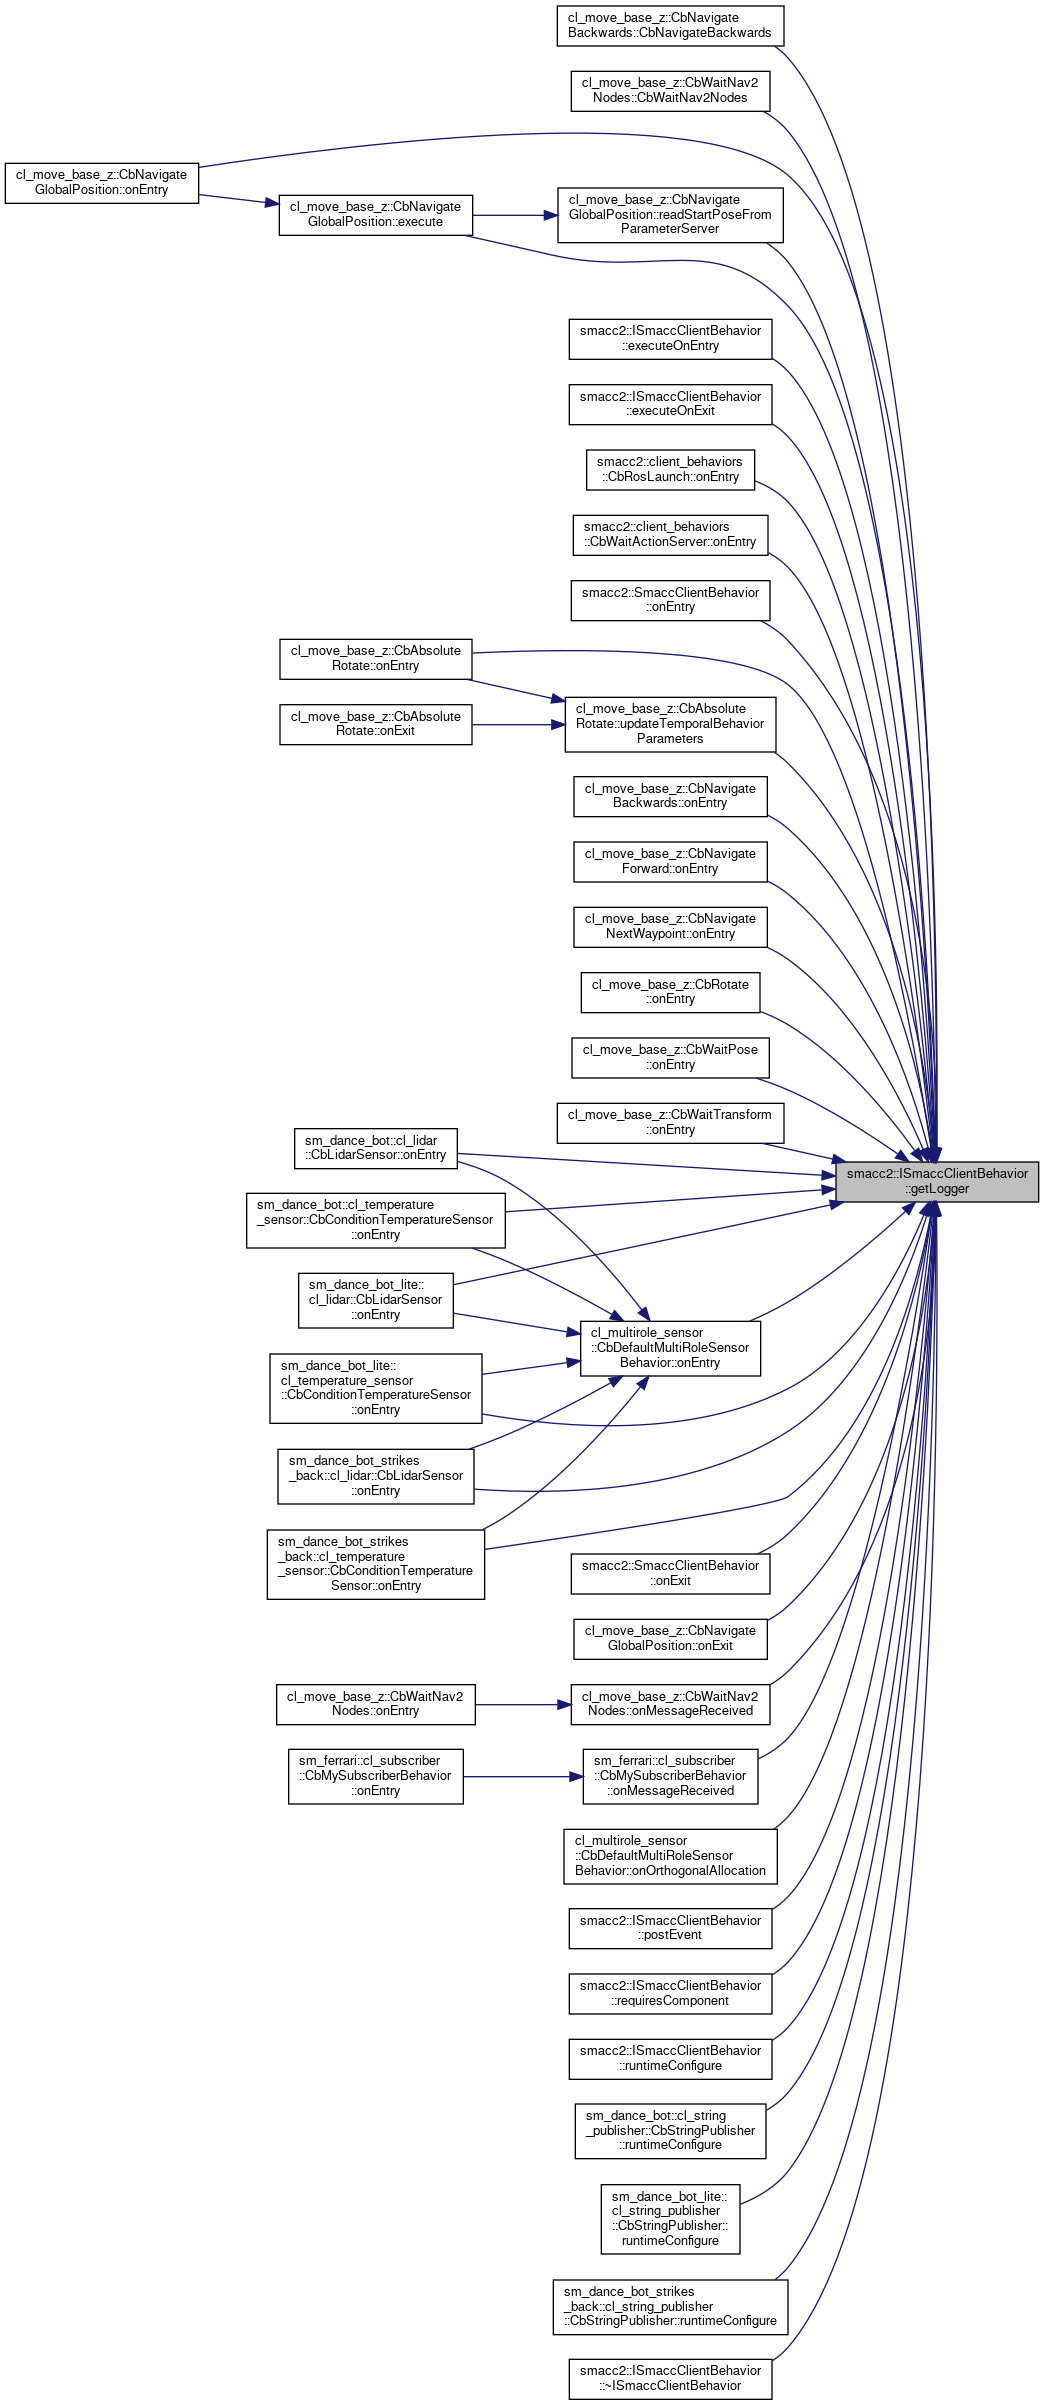 cl_move_base_z::CbNavigate
Backwards::CbNavigateBackwards
cl_move_base_z::CbWaitNav2
Nodes::CbWaitNav2Nodes
cl_move_base_z::CbNavigate
GlobalPosition::onEntry
cl_move_base_z::CbNavigate
GlobalPosition::execute
cl_move_base_z::CbNavigate
GlobalPosition::readStartPoseFrom
ParameterServer
smacc2::ISmaccClientBehavior
::executeOnEntry
smacc2::ISmaccClientBehavior
::executeOnExit
smacc2::client_behaviors
::CbRosLaunch::onEntry
smacc2::client_behaviors
::CbWaitActionServer::onEntry
smacc2::SmaccClientBehavior
::onEntry
cl_move_base_z::CbAbsolute
Rotate::onEntry
cl_move_base_z::CbAbsolute
Rotate::onExit
cl_move_base_z::CbAbsolute
Rotate::updateTemporalBehavior
Parameters
cl_move_base_z::CbNavigate
Backwards::onEntry
cl_move_base_z::CbNavigate
Forward::onEntry
cl_move_base_z::CbNavigate
NextWaypoint::onEntry
cl_move_base_z::CbRotate
::onEntry
cl_move_base_z::CbWaitPose
::onEntry
cl_move_base_z::CbWaitTransform
::onEntry
sm_dance_bot::cl_lidar
::CbLidarSensor::onEntry
smacc2::ISmaccClientBehavior
::getLogger
sm_dance_bot::cl_temperature
_sensor::CbConditionTemperatureSensor
::onEntry
sm_dance_bot_lite::
cl_lidar::CbLidarSensor
::onEntry
cl_multirole_sensor
::CbDefaultMultiRoleSensor
Behavior::onEntry
sm_dance_bot_lite::
cl_temperature_sensor
::CbConditionTemperatureSensor
::onEntry
sm_dance_bot_strikes
_back::cl_lidar::CbLidarSensor
::onEntry
sm_dance_bot_strikes
_back::cl_temperature
_sensor::CbConditionTemperature
Sensor::onEntry
smacc2::SmaccClientBehavior
::onExit
cl_move_base_z::CbNavigate
GlobalPosition::onExit
cl_move_base_z::CbWaitNav2
Nodes::onEntry
cl_move_base_z::CbWaitNav2
Nodes::onMessageReceived
sm_ferrari::cl_subscriber
::CbMySubscriberBehavior
::onEntry
sm_ferrari::cl_subscriber
::CbMySubscriberBehavior
::onMessageReceived
cl_multirole_sensor
::CbDefaultMultiRoleSensor
Behavior::onOrthogonalAllocation
smacc2::ISmaccClientBehavior
::postEvent
smacc2::ISmaccClientBehavior
::requiresComponent
smacc2::ISmaccClientBehavior
::runtimeConfigure
sm_dance_bot::cl_string
_publisher::CbStringPublisher
::runtimeConfigure
sm_dance_bot_lite::
cl_string_publisher
::CbStringPublisher::
runtimeConfigure
sm_dance_bot_strikes
_back::cl_string_publisher
::CbStringPublisher::runtimeConfigure
smacc2::ISmaccClientBehavior
::~ISmaccClientBehavior